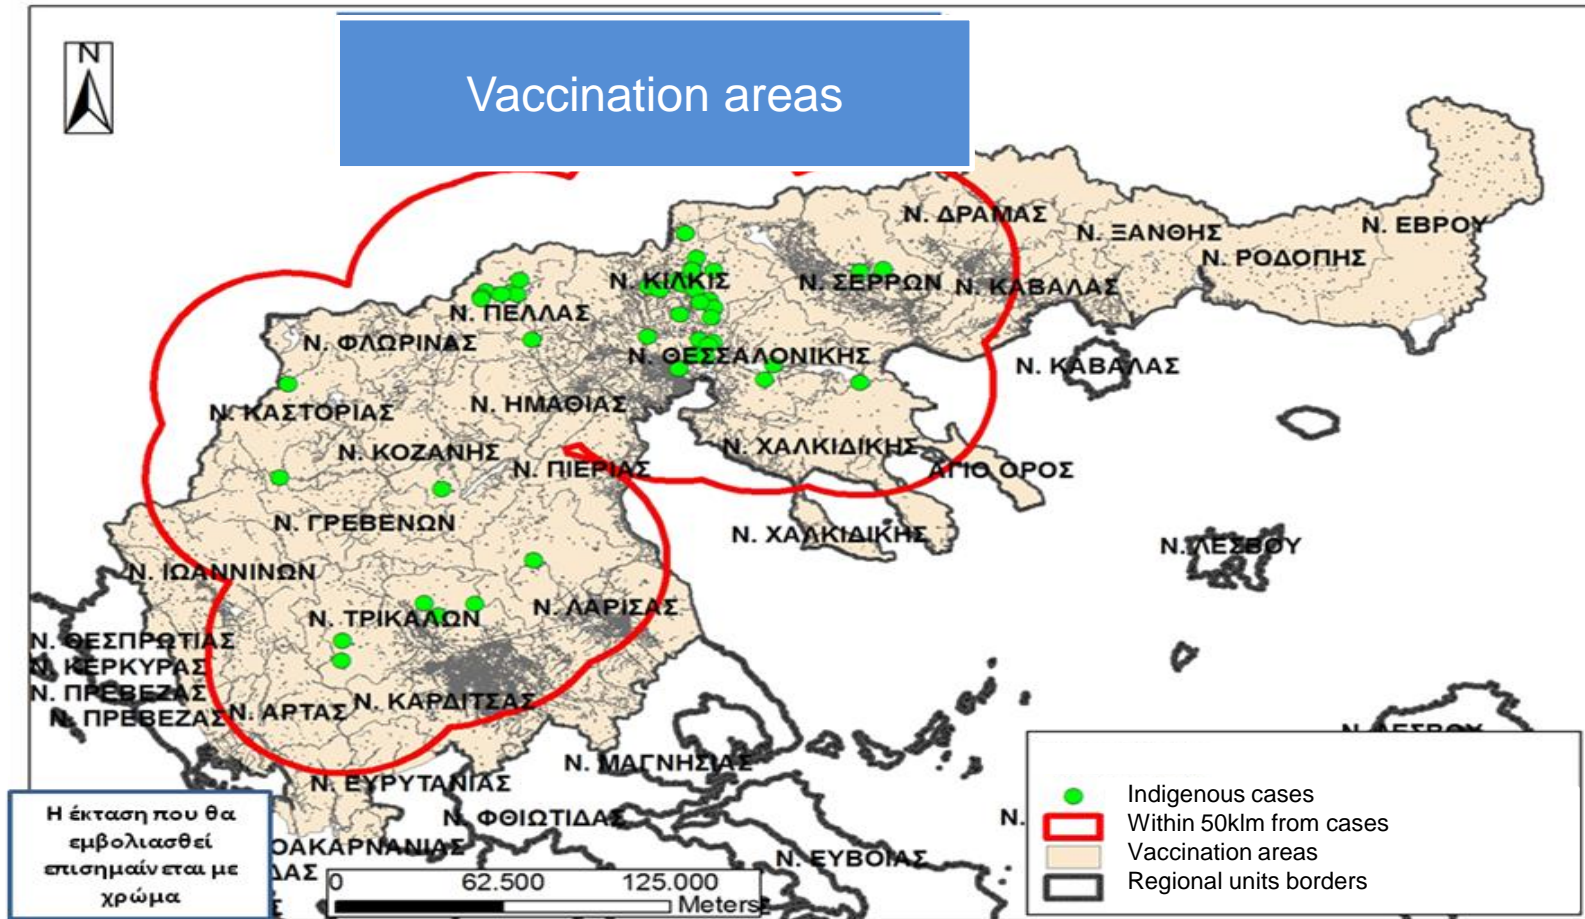 Vaccination areas
N
Ν. ΔΡΑΜΑΣ
Ν. ΞΑΝΘΗΣ
Ν. ΕΒΡΟΥ
Ν. ΡΟΔΟΠΗΣ
Ν. ΚΙΛΚΙΣ
Ν. ΣΕΡΡΩΝ
Ν. ΚΑΒΑΛΑΣ
Ν. ΠΕΛΛΑΣ
Ν. ΦΛΩΡΙΝΑΣ
Ν. ΘΕΣΣΑΛΟΝΙΚΗΣ
Ν. ΚΑΒΑΛΑΣ
Ν. ΚΑΣΤΟΡΙΑΣ
Ν. ΗΜΑΘΙΑΣ
Ν. ΚΟΖΑΝΗΣ
Ν. ΧΑΛΚΙΔΙΚΗΣ
Ν. ΠΙΕΡΙΑΣ
ΑΓΙΟ ΟΡΟΣ
Ν. ΓΡΕΒΕΝΩΝ
Ν. ΧΑΛΚΙΔΙΚΗΣ
Ν. ΛΕΣΒΟΥ
Ν. ΙΩΑΝΝΙΝΩΝ
Ν. ΤΡΙΚΑΛΩΝ
Ν. ΛΑΡΙΣΑΣ
Ν. ΘΕΣΠΡΩΤΙΑΣ
Ν. ΚΕΡΚΥΡΑΣ
Ν. ΠΡΕΒΕΖΑΣ
Ν. ΠΡΕΒΕΖΑΣ
Ν. ΑΡΤΑΣ
Ν. ΚΑΡΔΙΤΣΑΣ
Ν. ΛΕΣΒΟΥ
Ν. ΜΑΓΝΗΣΙΑΣ
Ν. ΕΥΡΥΤΑΝΙΑΣ
Ν. ΦΘΙΩΤΙΔΑΣ
Ν.
ΟΑΚΑΡΝΑΝΙΑΣ
Ν. ΕΥΒΟΙΑΣ
ΔΑΣ
Η έκταση που θα
εμβολιασθεί
επισημαίνεται με
χρώμα
0 62.500 125.000
Meters
Indigenous cases
Within 50klm from cases
Vaccination areas
Regional units borders